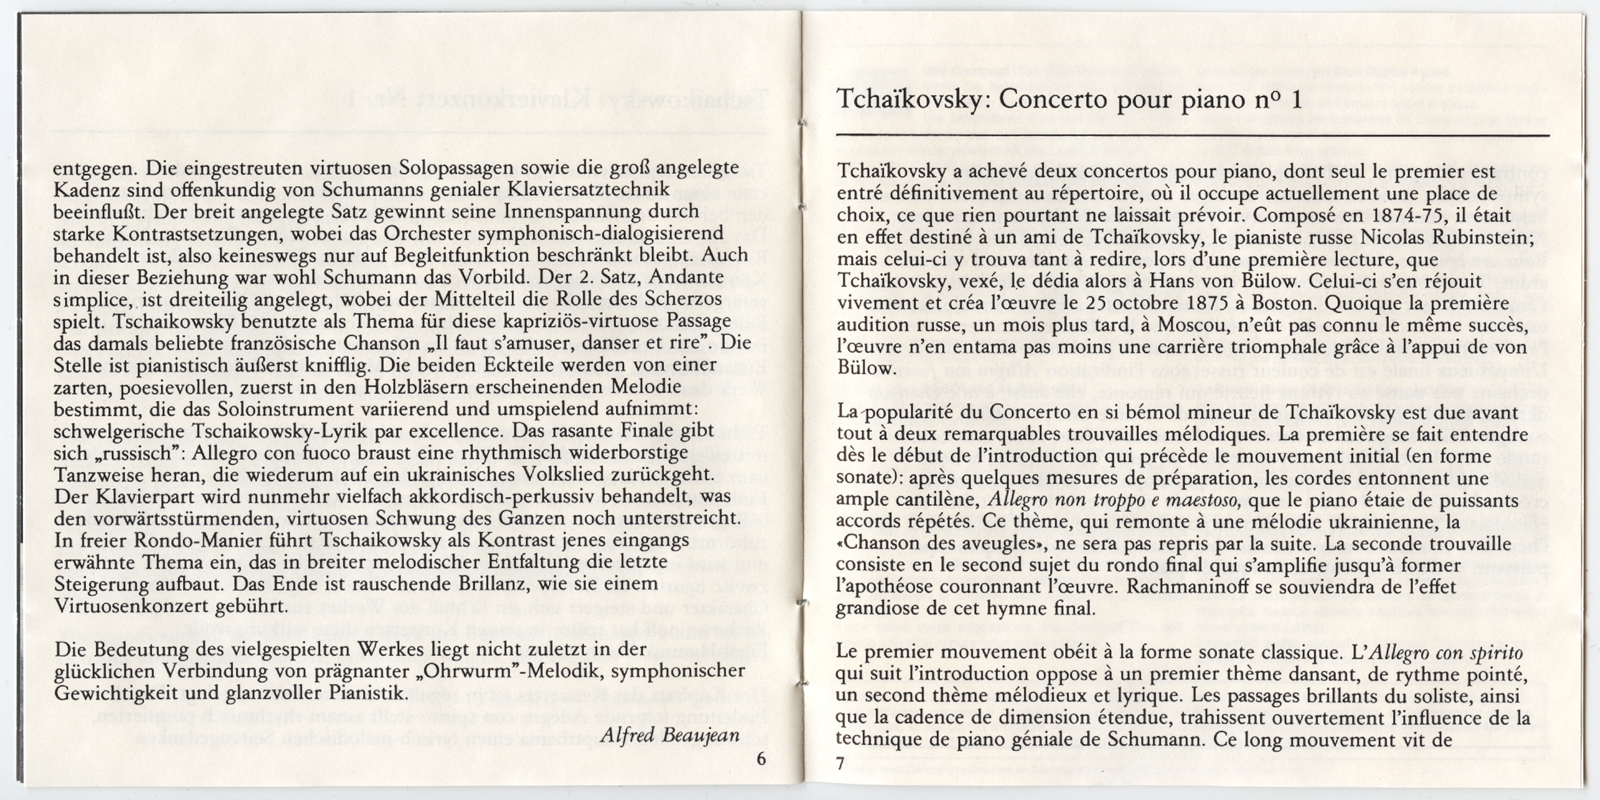 entgegen. Die eingestreuten virtuosen Solopassagen sowie die groß angelegte
Kadenz sind offenkundig von Schumanns genialer Klaviersatztechnik
beeinflußt. Der breit angelegte Satz gewinnt seine Innenspannung durch
starke Kontrastsetzungen, wobei das Orchester symphonisch-dialogisierend
behandelt ist, also keineswegs nur auf Begleitfunktion beschränkt bleibt. Auch
in dieser Beziehung war wohl Schumann das Vorbild. Der 2. Satz, Andante
simplice, ist dreiteilig angelegt, wobei der Mittelteil die Rolle des Scherzos
spielt. Tschaikowsky benutzte als Thema für diese kapriziös-virtuose Passage
das damals beliebte französische Chanson „Il faut s'amuser, danser et rire". Die
Stelle ist pianistisch äußerst knifflig. Die beiden Eckteile werden von einer
zarten, poesievollen, zuerst in den Holzbläsern erscheinenden Melodie
bestimmt, die das Soloinstrument variierend und umspielend aufnimmt:
schwelgerische Tschaikowsky-Lyrik par excellence. Das rasante Finale gibt
sich „russisch": Allegro con fuoco braust eine rhythmisch widerborstige
Tanzweise heran, die wiederum auf ein ukrainisches Volkslied zurückgeht.
Der Klavierpart wird nunmehr vielfach akkordisch-perkussiv behandelt, was
den vorwärtsstürmenden, virtuosen Schwung des Ganzen noch unterstreicht.
In freier Rondo-Manier führt Tschaikowsky als Kontrast jenes eingangs
erwähnte Thema ein, das in breiter melodischer Entfaltung die letzte
Steigerung aufbaut. Das Ende ist rauschende Brillanz, wie sie einem
Virtuosenkonzert gebührt.
Die Bedeutung des vielgespielten Werkes liegt nicht zuletzt in der
glücklichen Verbindung von prägnanter „Ohrwurm"-Melodik, symphonischer
Gewichtigkeit und glanzvoller Pianistik.
Alfred Beaujean
6
Tchaïkovsky: Concerto pour piano nº 1
Tchaïkovsky a achevé deux concertos pour piano, dont seul le premier est
entré définitivement au répertoire, où il occupe actuellement une place de
choix, ce que rien pourtant ne laissait prévoir. Composé en 1874-75, il était
en effet destiné à un ami de Tchaïkovsky, le pianiste russe Nicolas Rubinstein;
mais celui-ci y trouva tant à redire, lors d'une première lecture, que
Tchaïkovsky, vexé, le dédia alors à Hans von Bülow. Celui-ci s'en réjouit
vivement et créa l'œuvre le 25 octobre 1875 à Boston. Quoique la première
audition russe, un mois plus tard, à Moscou, n'eût pas connu le même succès,
l'œuvre n'en entama pas moins une carrière triomphale grâce à l'appui de von
Bülow.
La popularité du Concerto en si bémol mineur de Tchaïkovsky est due avant
tout à deux remarquables trouvailles mélodiques. La première se fait entendre
dès le début de l'introduction qui précède le mouvement initial (en forme
sonate): après quelques mesures de préparation, les cordes entonnent une
ample cantilène, Allegro non troppo e maestoso, que le piano étaie de puissants
accords répétés. Ce thème, qui remonte à une mélodie ukrainienne, la
«Chanson des aveugles», ne sera pas repris par la suite. La seconde trouvaille
consiste en le second sujet du rondo final qui s'amplifie jusqu'à former
l'apothéose couronnant l'œuvre. Rachmaninoff se souviendra de l'effet
grandiose de cet hymne final.
Le premier mouvement obéit à la forme sonate classique. L'Allegro con spirito
qui suit l'introduction oppose à un premier thème dansant, de rythme pointé,
un second thème mélodieux et lyrique. Les passages brillants du soliste, ainsi
que la cadence de dimension étendue, trahissent ouvertement l'influence de la
technique de piano géniale de Schumann. Ce long mouvement vit de
7